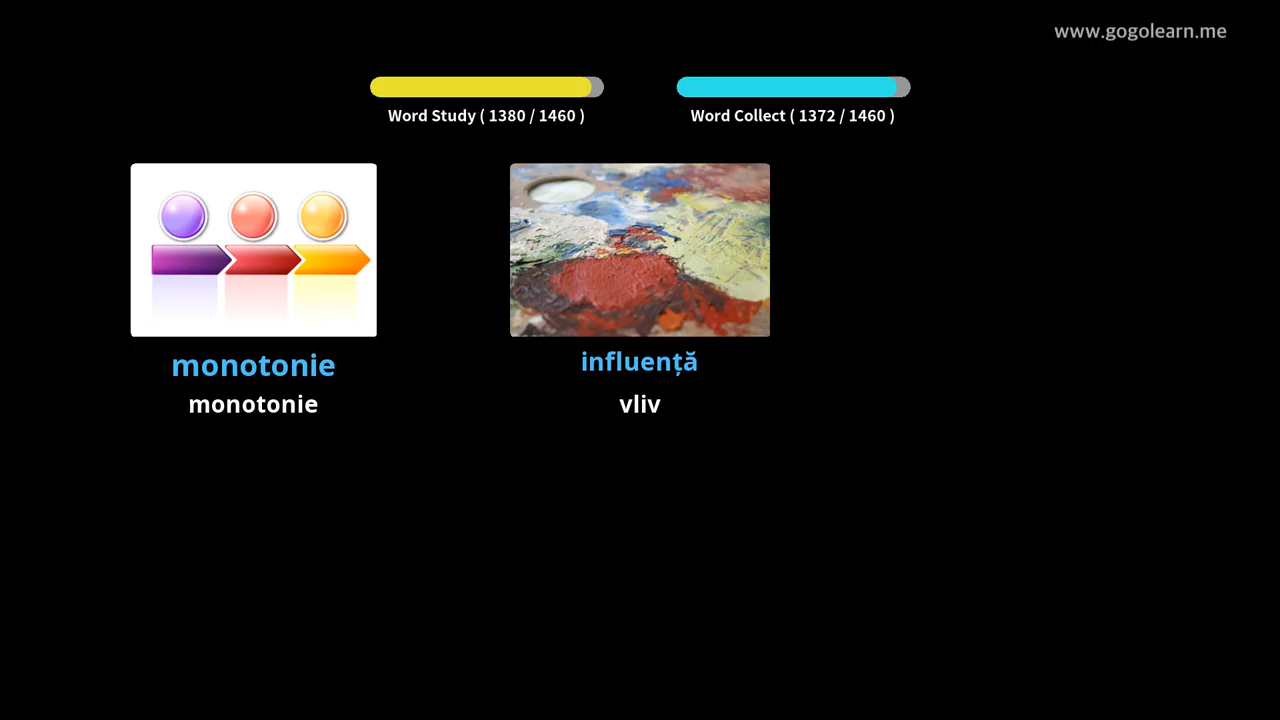 www.gogolearn.me
Word Study ( 1380 / 1460 )
Word Collect ( 1372 / 1460 )
monotonie
monotonie
influență
vliv